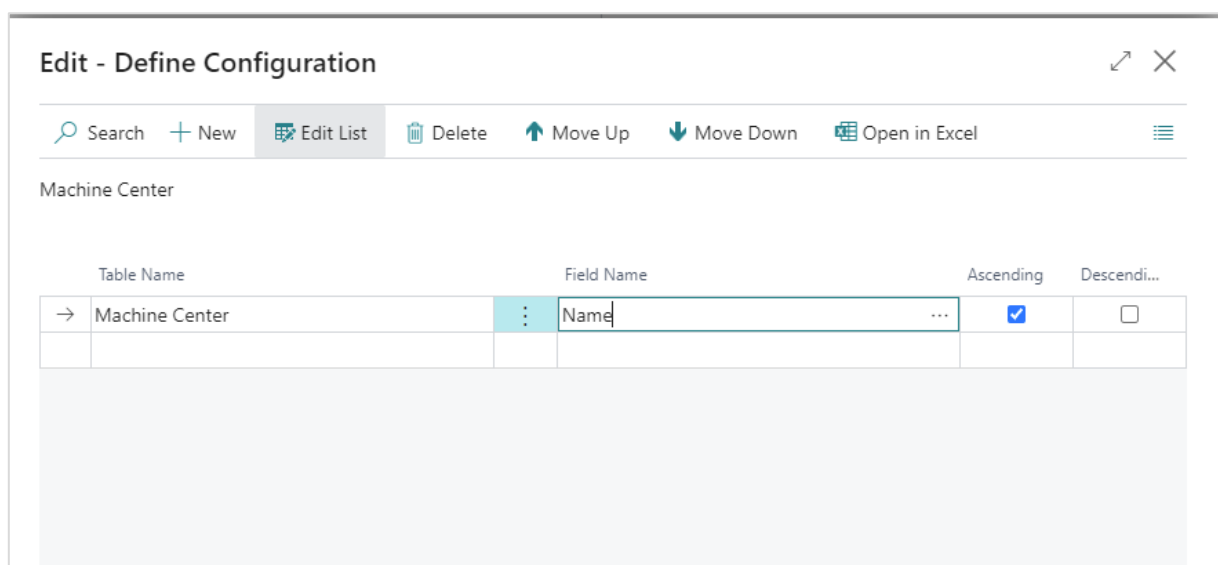 Edit - Define Configuration
Search New Edit List Delete Move Up Move Down Open in Excel
Machine Center
Table Name Field Name Ascending Descendi...
Machine Center Name